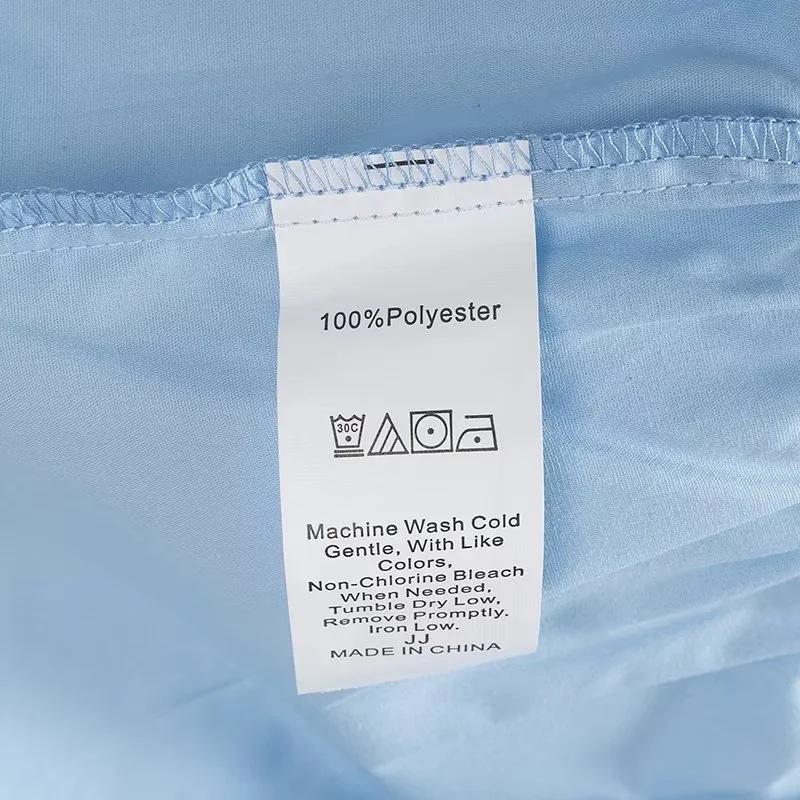 100%Polyester
30C
Machine Wash Cold
Gentle, With Like
Colors,
Non-Chlorine Bleach
When Needed,
Tumble Dry Low,
Remove Promptly.
Iron Low.
JJ
MADE IN CHINA